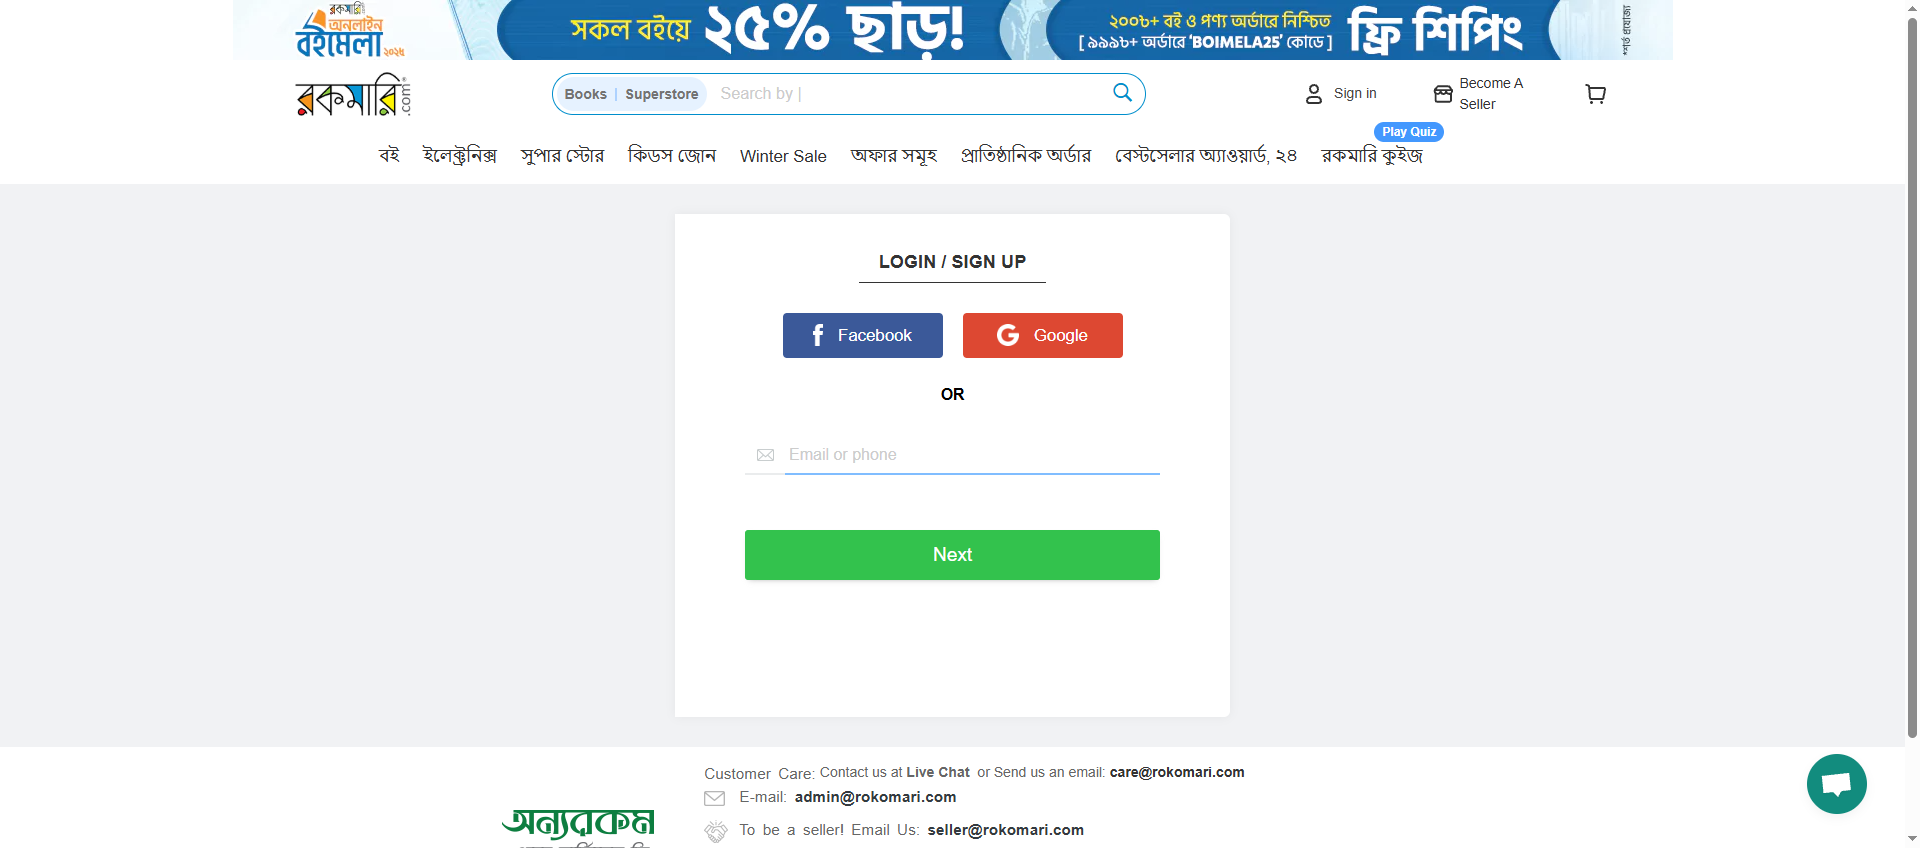 রকমারি
অনলাইন
বইমেলা ২০২৫
সকল বইয়ে ২৫% ছাড়!
২০০৮+ বই ও পণ্য অর্ডারে নিশ্চিত
[ ৯৯৯৮+ অর্ডারে 'BOIMELA25' কোডে ]
ফ্রি শিপিং
*শর্ত প্রযোজ্য
রকমারি.com
Books | Superstore Search by |
Sign in
Become A
Seller
Play Quiz
বই ইলেক্ট্রনিক্স সুপার স্টোর কিডস জোন Winter Sale অফার সমূহ প্রাতিষ্ঠানিক অর্ডার বেস্টসেলার অ্যাওয়ার্ড, ২৪ রকমারি কুইজ
LOGIN / SIGN UP
Facebook Google
OR
Email or phone
Next
Customer Care: Contact us at Live Chat or Send us an email: care@rokomari.com
E-mail: admin@rokomari.com
অন্যরকম
To be a seller! Email Us: seller@rokomari.com